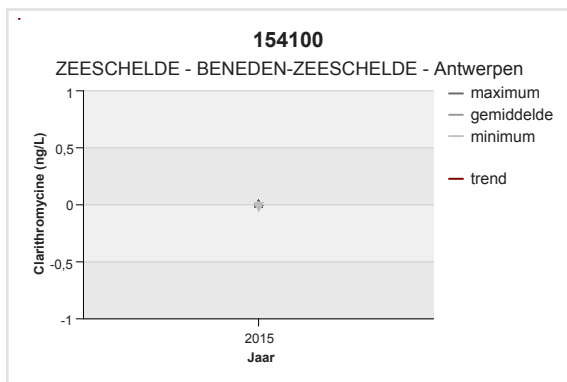 154100
ZEESCHELDE - BENEDEN-ZEESCHELDE - Antwerpen
1
0,5
0
-0,5
-1
Clarithromycine (ng/L)
2015
Jaar
maximum
gemiddelde
minimum
trend